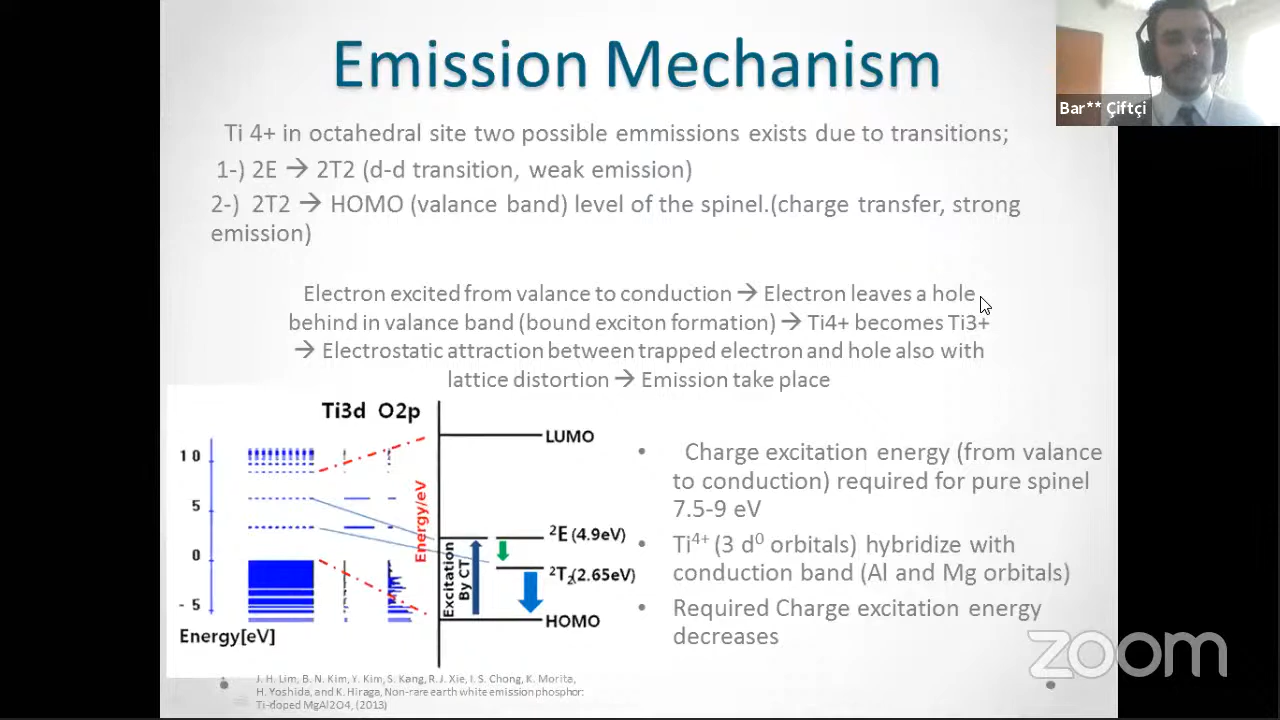 Emission Mechanism
Bar** Çiftçi
Ti 4+ in octahedral site two possible emmissions exists due to transitions;
1-) 2E → 2T2 (d-d transition, weak emission)
2-) 2T2 → HOMO (valance band) level of the spinel.(charge transfer, strong
emission)
Electron excited from valance to conduction → Electron leaves a hole
behind in valance band (bound exciton formation) → Ti4+ becomes Ti3+
→ Electrostatic attraction between trapped electron and hole also with
lattice distortion → Emission take place
Ti3d O2p
LUMO
10
5
0
-5
Energy[eV]
Energy/eV
Excitation
By CT
²E (4.9eV)
²T₂(2.65eV)
HOMO
• Charge excitation energy (from valance
to conduction) required for pure spinel
7.5-9 eV
• Ti⁴⁺ (3 d⁰ orbitals) hybridize with
conduction band (Al and Mg orbitals)
• Required Charge excitation energy
decreases
zoom
J. H. Lim, B. N. Kim, Y. Kim, S. Kang, R. J. Xie, I. S. Chong, K. Morita,
H. Yoshida, and K. Hiraga, Non-rare earth white emission phosphor:
Ti-doped MgAl2O4, (2013)